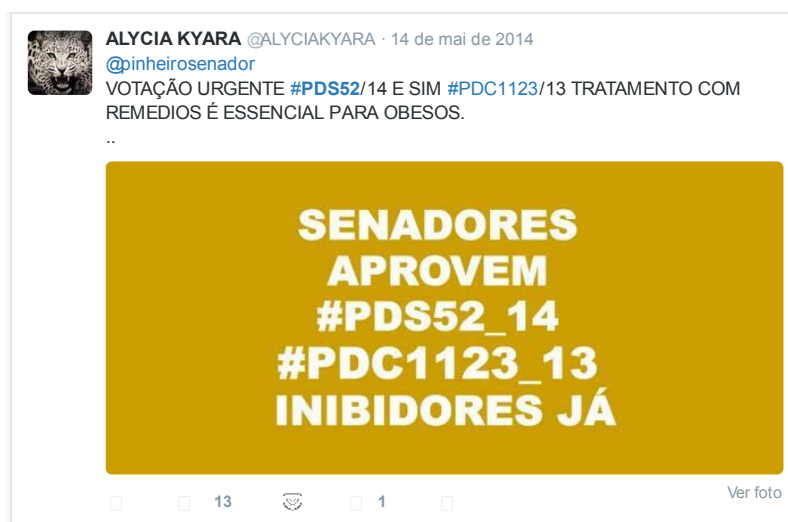 ALYCIA KYARA @ALYCIAKYARA · 14 de mai de 2014
@pinheirosenador
VOTAÇÃO URGENTE #PDS52/14 E SIM #PDC1123/13 TRATAMENTO COM
REMEDIOS É ESSENCIAL PARA OBESOS.
..
SENADORES
APROVEM
#PDS52_14
#PDC1123_13
INIBIDORES JÁ
13 1
Ver foto